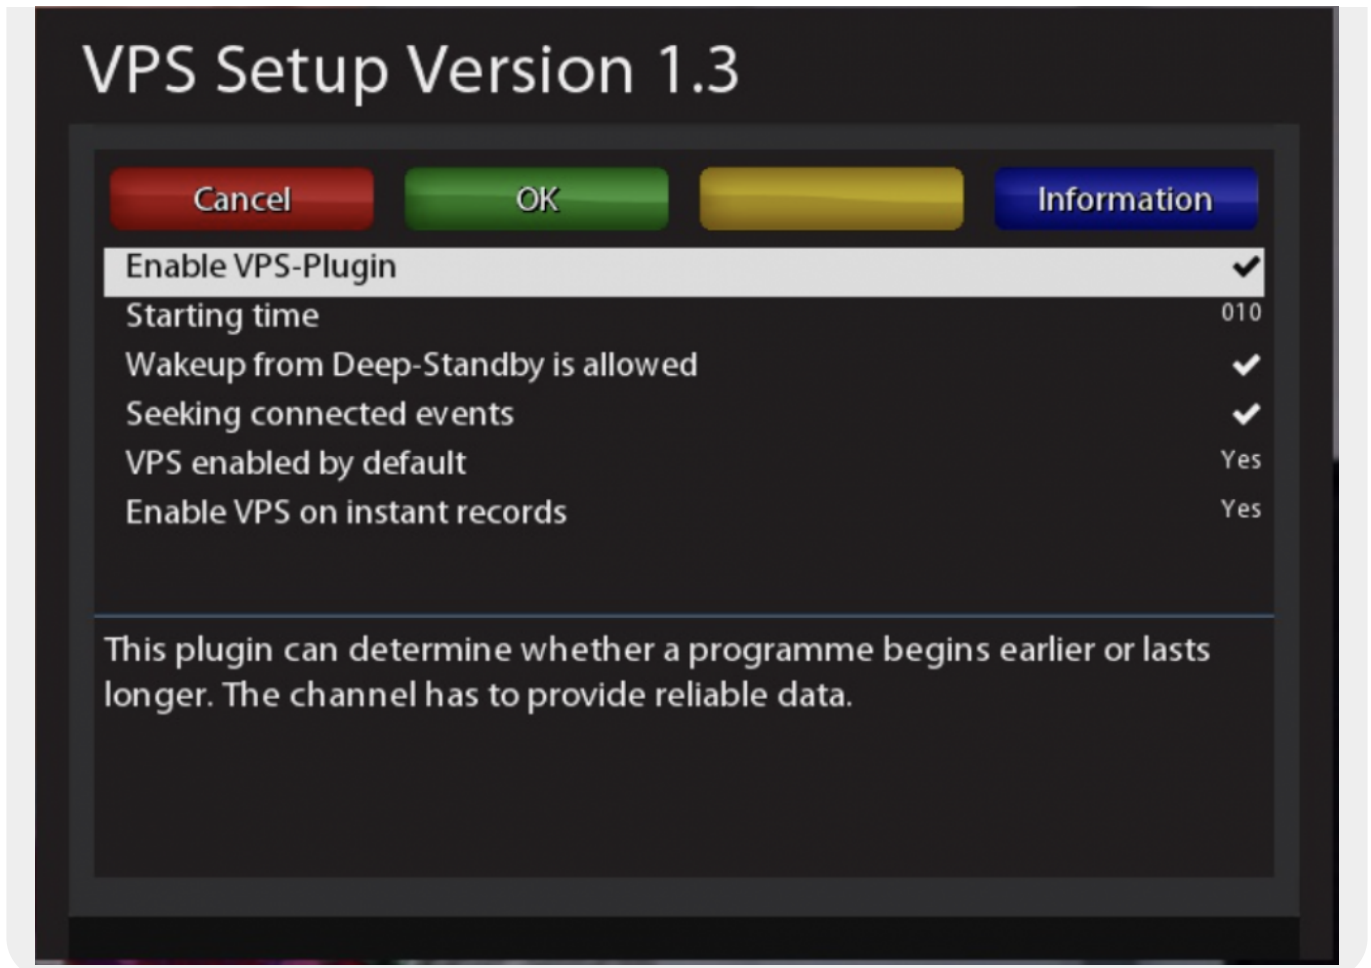 VPS Setup Version 1.3
Cancel OK Information
Enable VPS-Plugin ✔
Starting time 010
Wakeup from Deep-Standby is allowed ✔
Seeking connected events ✔
VPS enabled by default Yes
Enable VPS on instant records Yes
This plugin can determine whether a programme begins earlier or lasts
longer. The channel has to provide reliable data.